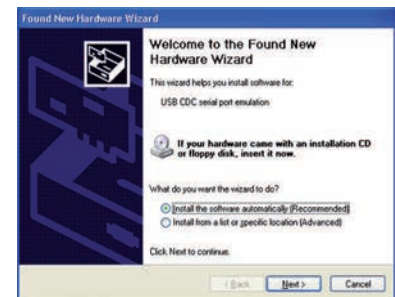 Found New Hardware Wizard
Welcome to the Found New
Hardware Wizard
This wizard helps you install software for:
USB CDC serial port emulation
If your hardware came with an installation CD
or floppy disk, insert it now.
What do you want the wizard to do?
Install the software automatically (Recommended)
Install from a list or specific location (Advanced)
Click Next to continue.
< Back Next > Cancel